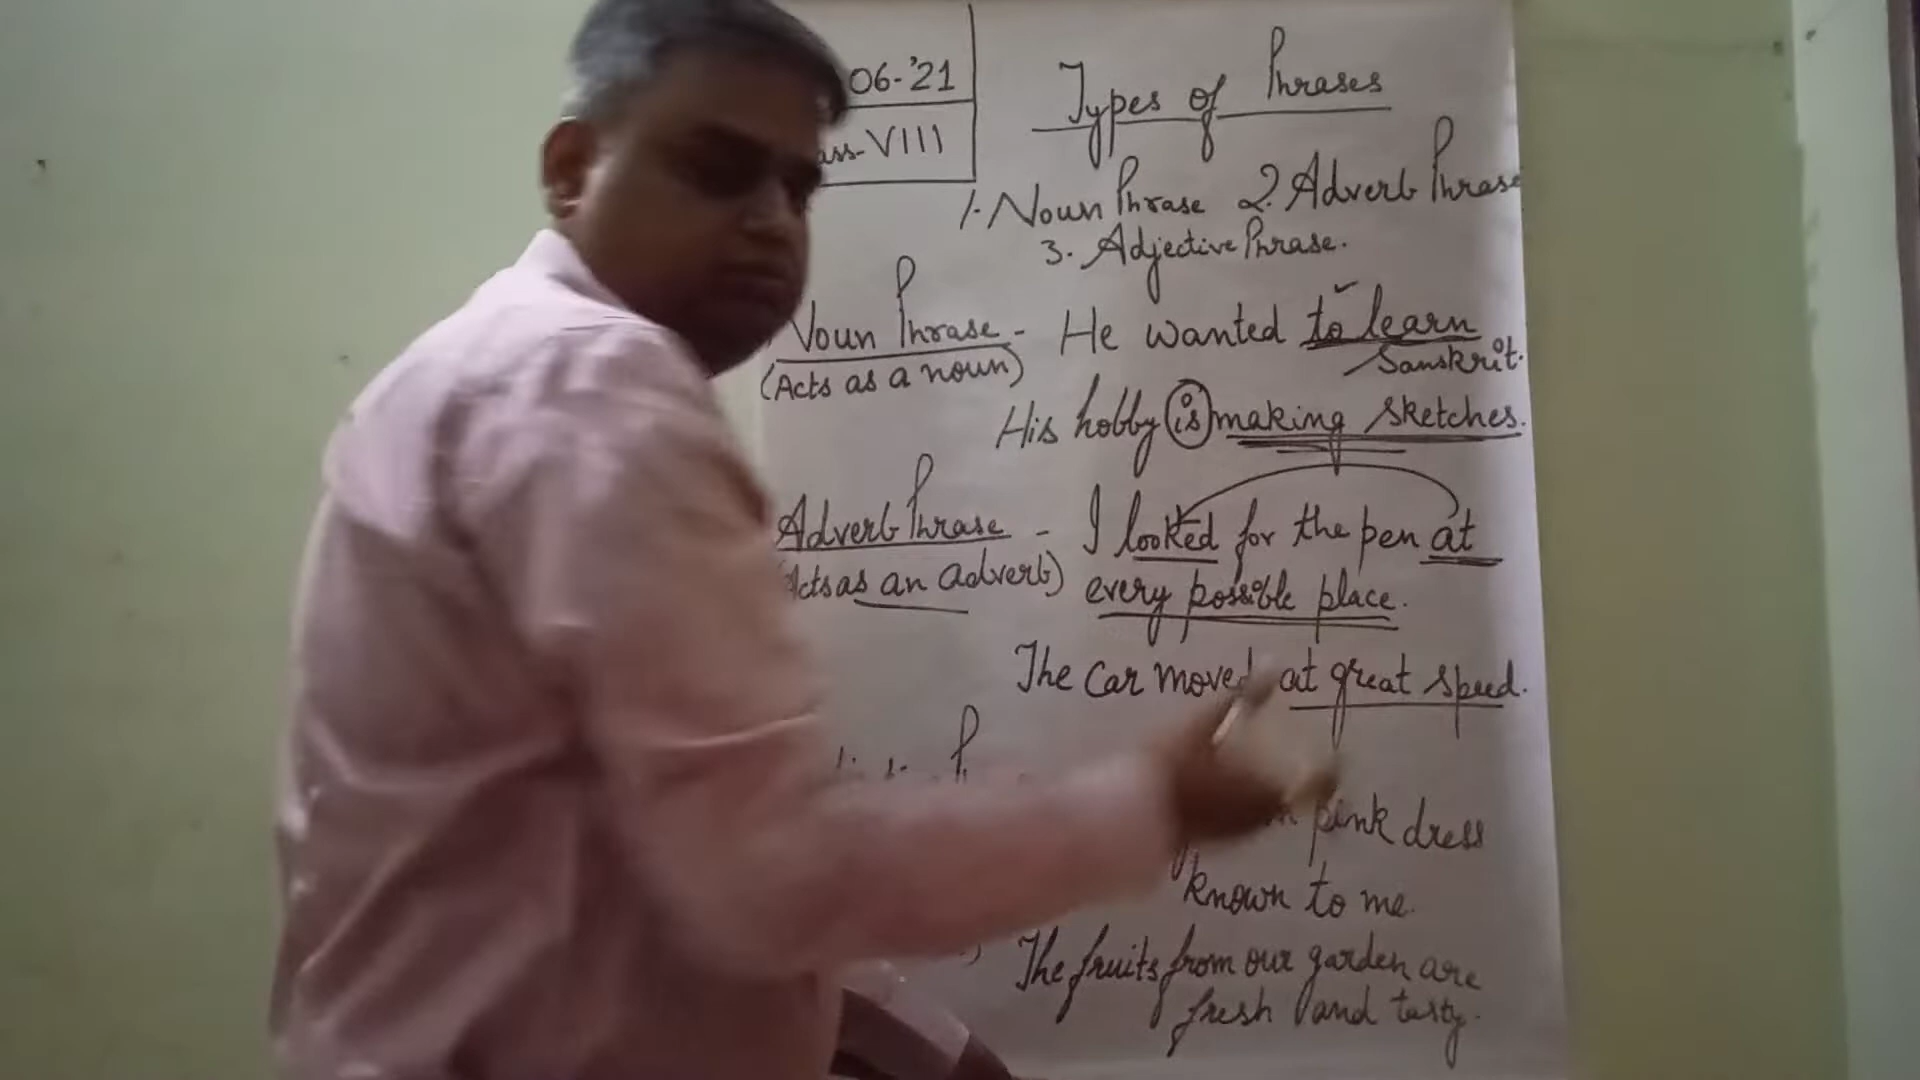 06-'21
VIII
Types of Phrases
1. Noun Phrase 2. Adverb Phrase
3. Adjective Phrase.
Noun Phrase - He wanted to learn
Sanskrit.
(Acts as a noun)
His hobby is making sketches.
Adverb Phrase - I looked for the pen at
(Acts as an adverb) every possible place.
The car moved at great speed.
pink dress
known to me.
The fruits from our garden are
fresh and tasty.